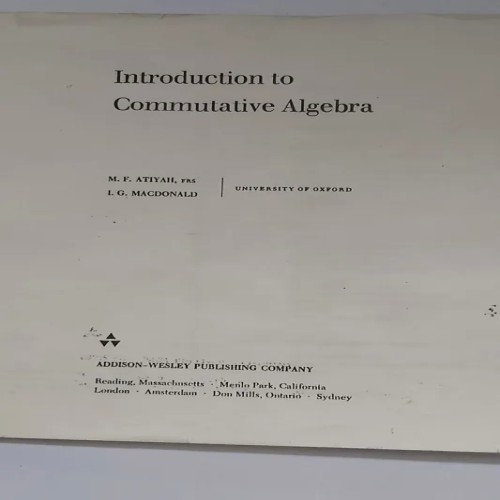 Introduction to
Commutative Algebra
M. F. ATIYAH, FRS
I. G. MACDONALD
UNIVERSITY OF OXFORD
ADDISON–WESLEY PUBLISHING COMPANY
Reading, Massachusetts · Menlo Park, California
London · Amsterdam · Don Mills, Ontario · Sydney